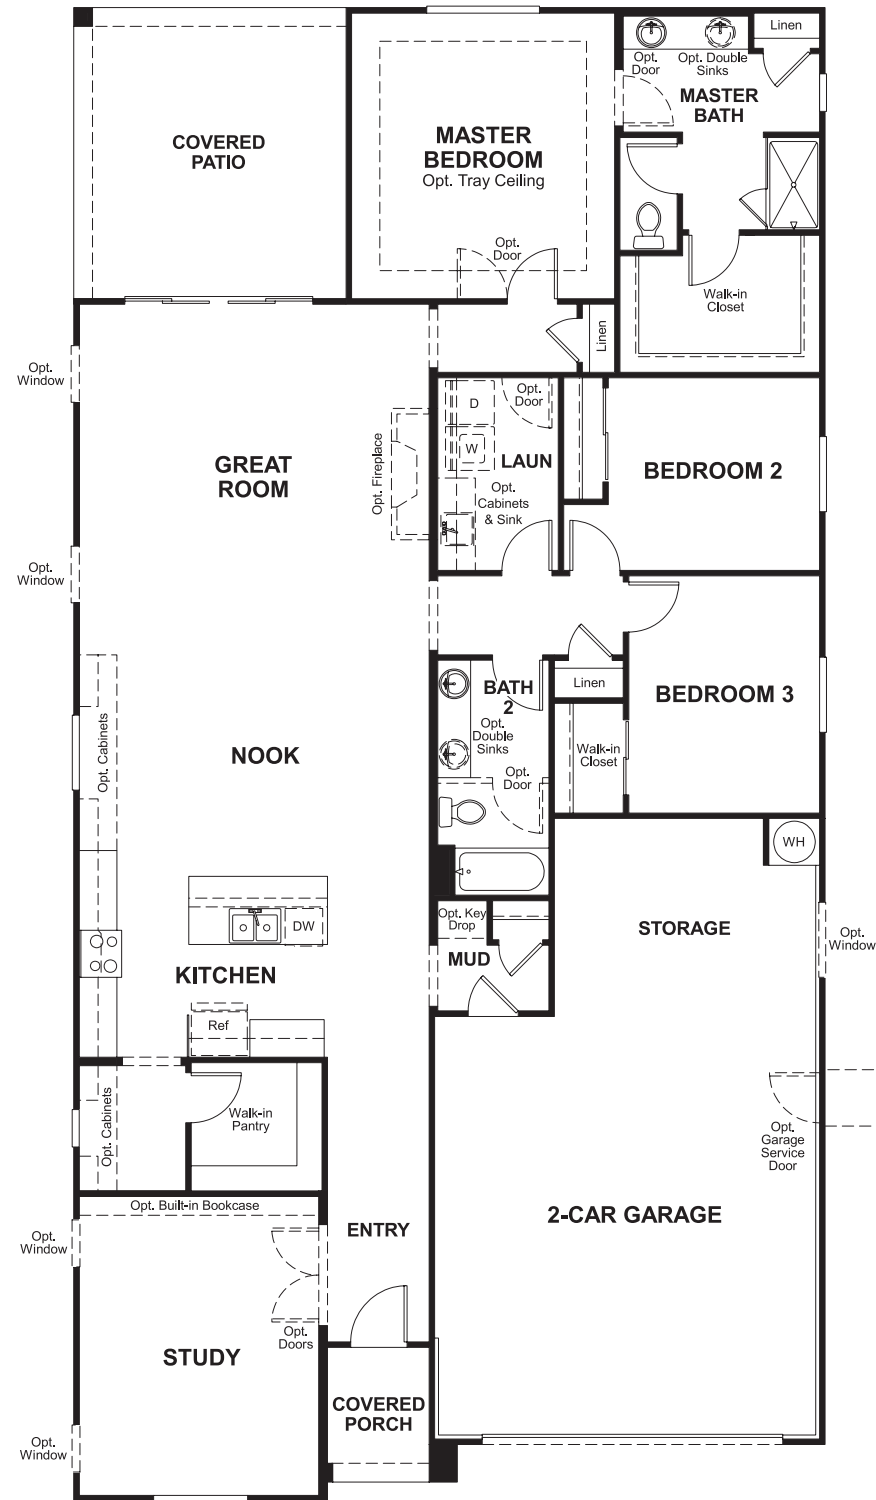 Linen
Opt.
Door
Opt. Double
Sinks
MASTER
BATH
COVERED
PATIO
MASTER
BEDROOM
Opt. Tray Ceiling
Opt.
Door
Walk-in
Closet
Linen
Opt.
Window
D
Opt.
Door
W
LAUN
Opt.
Cabinets
& Sink
Opt. Fireplace
GREAT
ROOM
BEDROOM 2
Opt.
Window
BATH
2
Opt.
Double
Sinks
Linen
BEDROOM 3
Opt. Cabinets
NOOK
Walk-in
Closet
Opt.
Door
WH
DW
Opt. Key
Drop
STORAGE
Opt.
Window
MUD
KITCHEN
Ref
Opt. Cabinets
Walk-in
Pantry
Opt.
Garage
Service
Door
Opt. Built-in Bookcase
2-CAR GARAGE
ENTRY
Opt.
Window
Opt.
Doors
STUDY
COVERED
PORCH
Opt.
Window